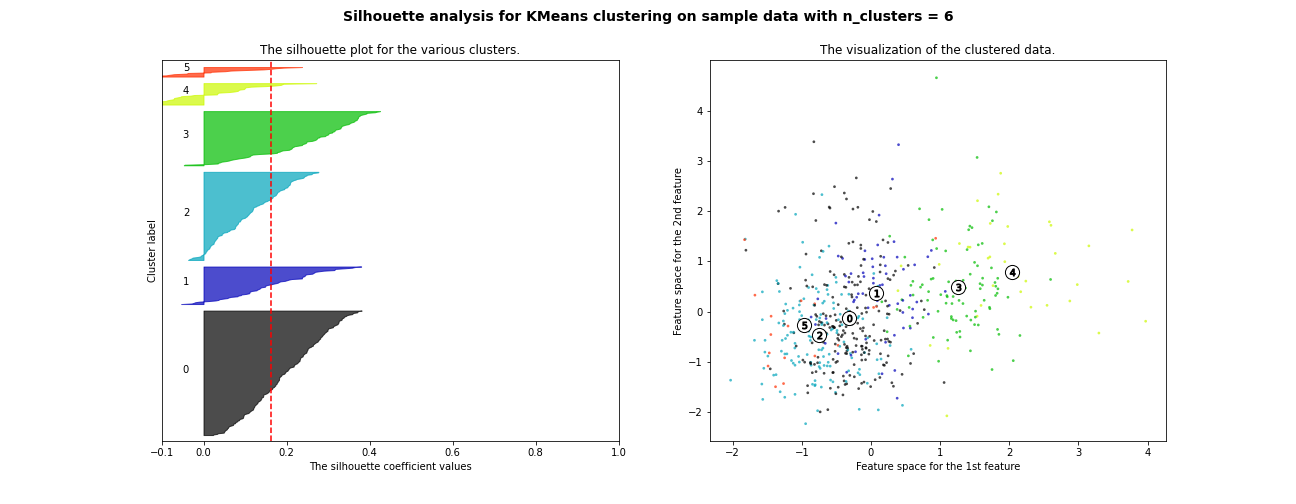 Silhouette analysis for KMeans clustering on sample data with n_clusters = 6
The silhouette plot for the various clusters.
Cluster label
5
4
3
2
1
0
−0.1 0.0 0.2 0.4 0.6 0.8 1.0
The silhouette coefficient values
The visualization of the clustered data.
Feature space for the 2nd feature
4
3
2
1
0
−1
−2
4
3
1
0
5
2
−2 −1 0 1 2 3 4
Feature space for the 1st feature